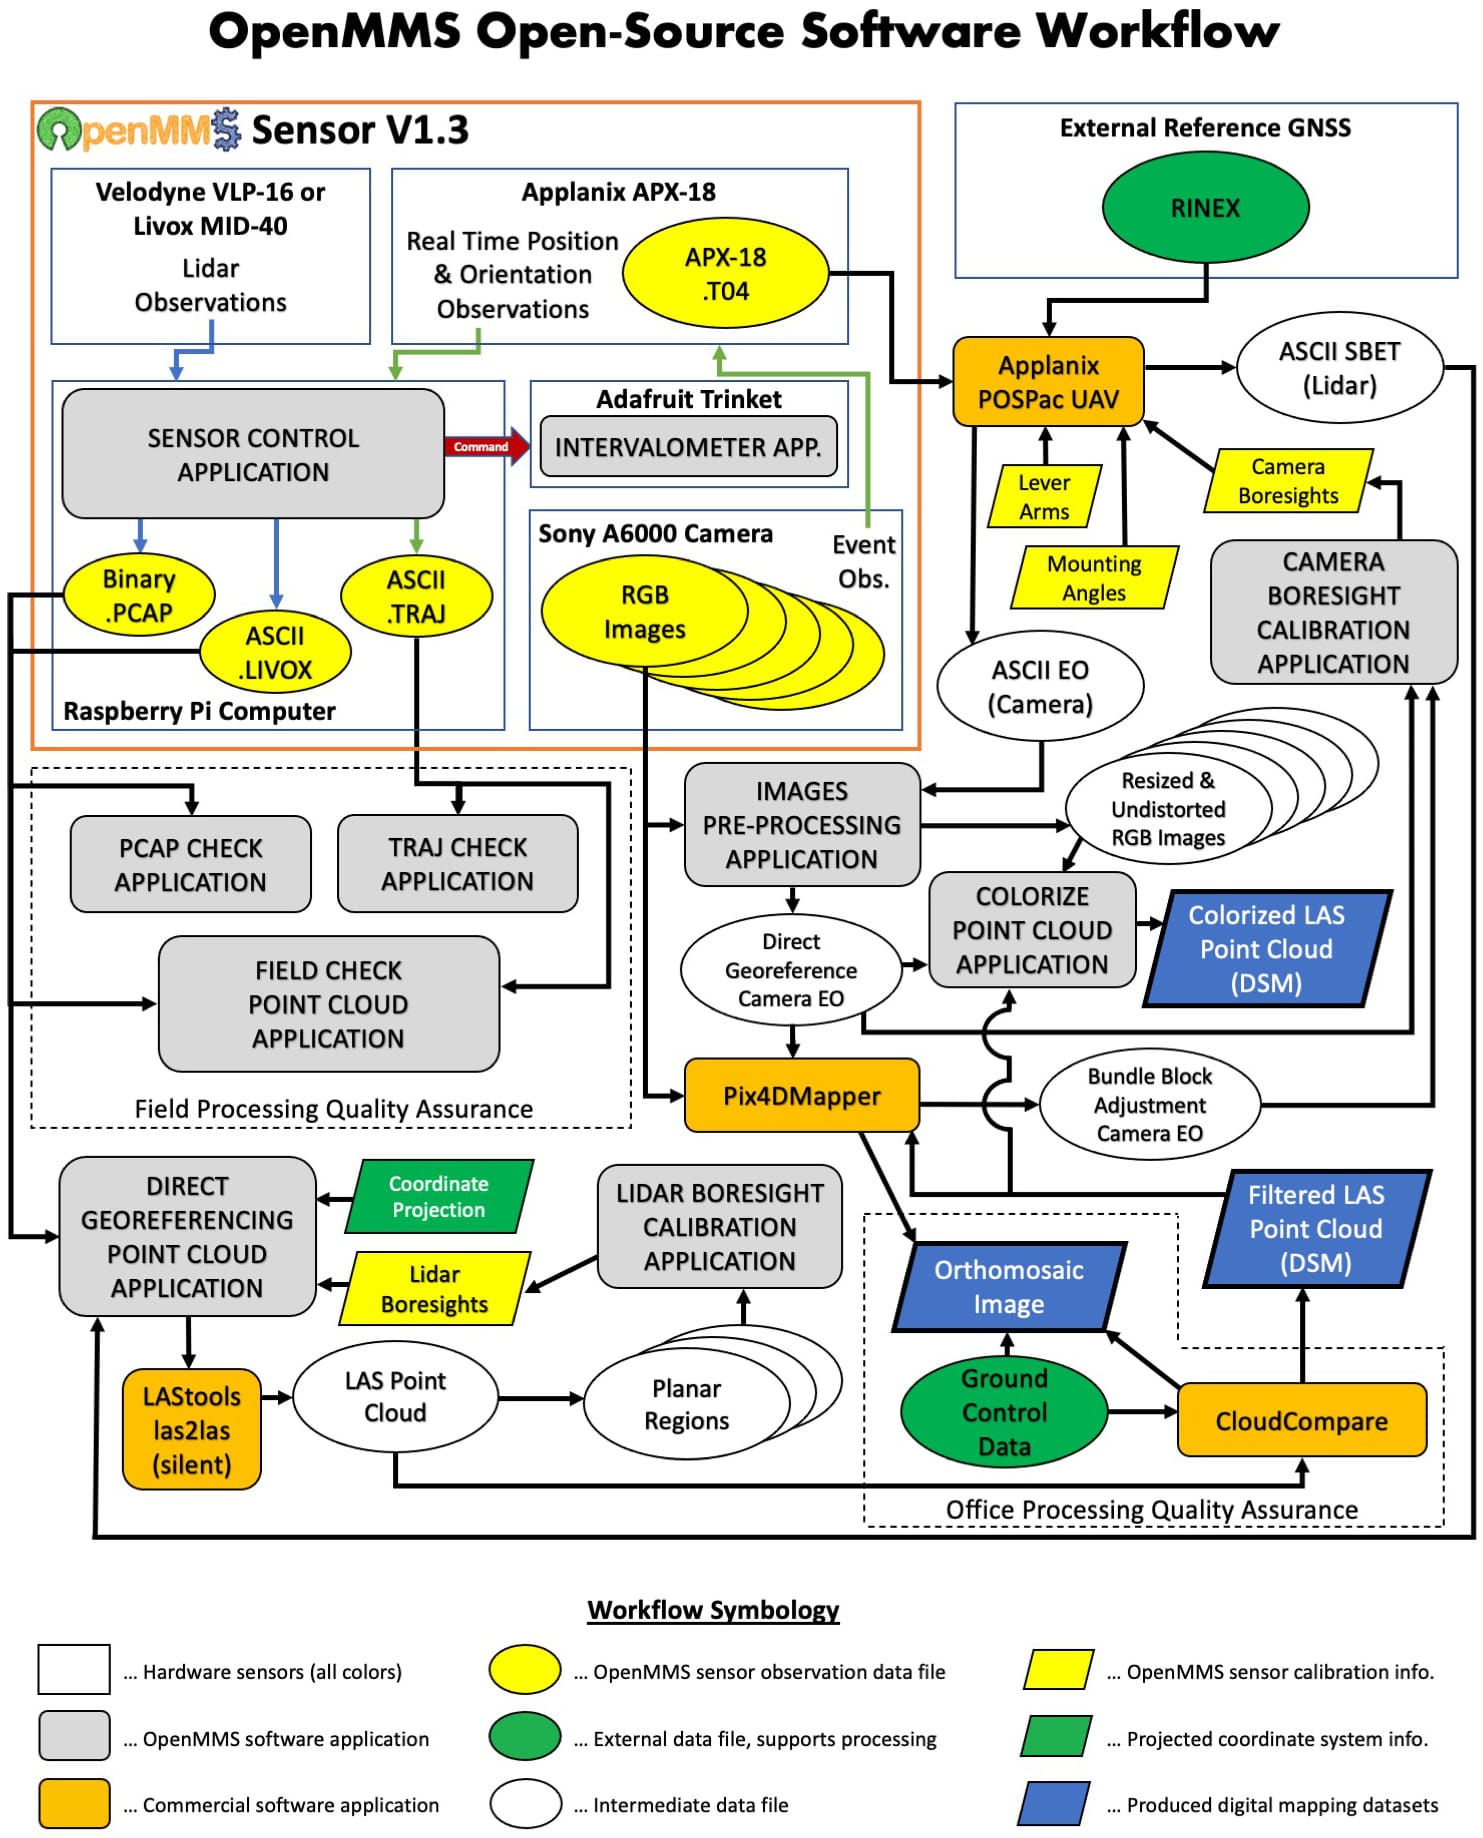 OpenMMS Open-Source Software Workflow
OpenMMS Sensor V1.3
Velodyne VLP-16 or
Livox MID-40
Lidar
Observations
Applanix APX-18
Real Time Position
& Orientation
Observations
APX-18
.T04
External Reference GNSS
RINEX
Applanix
POSPac UAV
ASCII SBET
(Lidar)
SENSOR CONTROL
APPLICATION
Command
Adafruit Trinket
INTERVALOMETER APP.
Lever
Arms
Camera
Boresights
Mounting
Angles
Sony A6000 Camera
Event
Obs.
RGB
Images
Binary
.PCAP
ASCII
.LIVOX
ASCII
.TRAJ
Raspberry Pi Computer
CAMERA
BORESIGHT
CALIBRATION
APPLICATION
ASCII EO
(Camera)
IMAGES
PRE-PROCESSING
APPLICATION
Resized &
Undistorted
RGB Images
PCAP CHECK
APPLICATION
TRAJ CHECK
APPLICATION
FIELD CHECK
POINT CLOUD
APPLICATION
Field Processing Quality Assurance
Direct
Georeference
Camera EO
COLORIZE
POINT CLOUD
APPLICATION
Colorized LAS
Point Cloud
(DSM)
Pix4DMapper
Bundle Block
Adjustment
Camera EO
DIRECT
GEOREFERENCING
POINT CLOUD
APPLICATION
Coordinate
Projection
Lidar
Boresights
LIDAR BORESIGHT
CALIBRATION
APPLICATION
Filtered LAS
Point Cloud
(DSM)
Orthomosaic
Image
LAStools
las2las
(silent)
LAS Point
Cloud
Planar
Regions
Ground
Control
Data
CloudCompare
Office Processing Quality Assurance
Workflow Symbology
... Hardware sensors (all colors)
... OpenMMS sensor observation data file
... OpenMMS sensor calibration info.
... OpenMMS software application
... External data file, supports processing
... Projected coordinate system info.
... Commercial software application
... Intermediate data file
... Produced digital mapping datasets